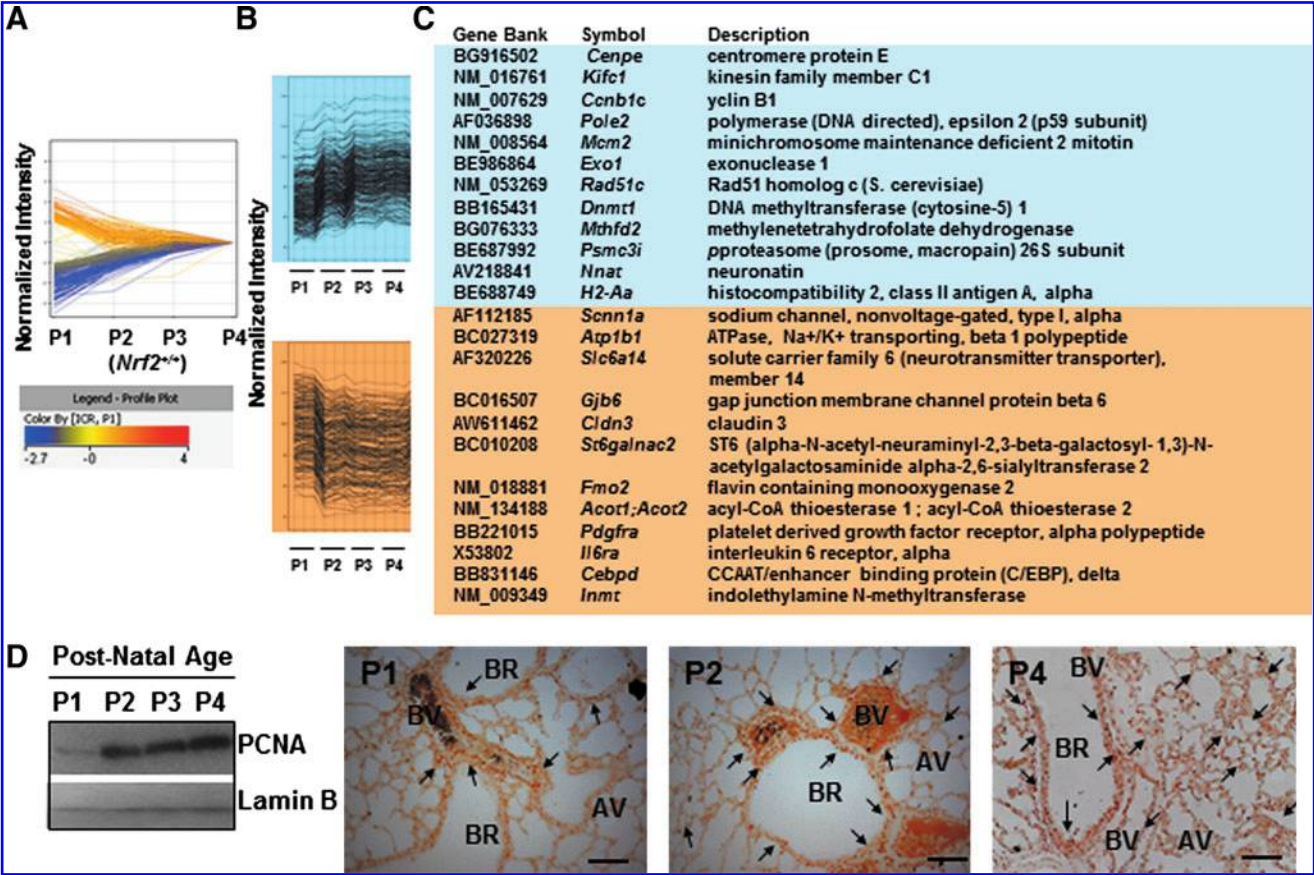 A
B
C
Normalized Intensity
P1 P2 P3 P4
(Nrf2+/+)
Legend - Profile Plot
Color By [ICR, P1]
-2.7 -0 4
Normalized Intensity
P1 P2 P3 P4
P1 P2 P3 P4
Gene Bank Symbol Description
BG916502 Cenpe centromere protein E
NM_016761 Kifc1 kinesin family member C1
NM_007629 Ccnb1c yclin B1
AF036898 Pole2 polymerase (DNA directed), epsilon 2 (p59 subunit)
NM_008564 Mcm2 minichromosome maintenance deficient 2 mitotin
BE986864 Exo1 exonuclease 1
NM_053269 Rad51c Rad51 homolog c (S. cerevisiae)
BB165431 Dnmt1 DNA methyltransferase (cytosine-5) 1
BG076333 Mthfd2 methylenetetrahydrofolate dehydrogenase
BE687992 Psmc3i pproteasome (prosome, macropain) 26S subunit
AV218841 Nnat neuronatin
BE688749 H2-Aa histocompatibility 2, class II antigen A, alpha
AF112185 Scnn1a sodium channel, nonvoltage-gated, type I, alpha
BC027319 Atp1b1 ATPase, Na+/K+ transporting, beta 1 polypeptide
AF320226 Slc6a14 solute carrier family 6 (neurotransmitter transporter),
member 14
BC016507 Gjb6 gap junction membrane channel protein beta 6
AW611462 Cldn3 claudin 3
BC010208 St6galnac2 ST6 (alpha-N-acetyl-neuraminyl-2,3-beta-galactosyl- 1,3)-N-
acetylgalactosaminide alpha-2,6-sialyltransferase 2
NM_018881 Fmo2 flavin containing monooxygenase 2
NM_134188 Acot1;Acot2 acyl-CoA thioesterase 1 ; acyl-CoA thioesterase 2
BB221015 Pdgfra platelet derived growth factor receptor, alpha polypeptide
X53802 Il6ra interleukin 6 receptor, alpha
BB831146 Cebpd CCAAT/enhancer binding protein (C/EBP), delta
NM_009349 Inmt indolethylamine N-methyltransferase
D
Post-Natal Age
P1 P2 P3 P4
PCNA
Lamin B
P1
BR
BV
AV
BR
P2
BV
AV
BR
P4
BV
BR
BV
AV